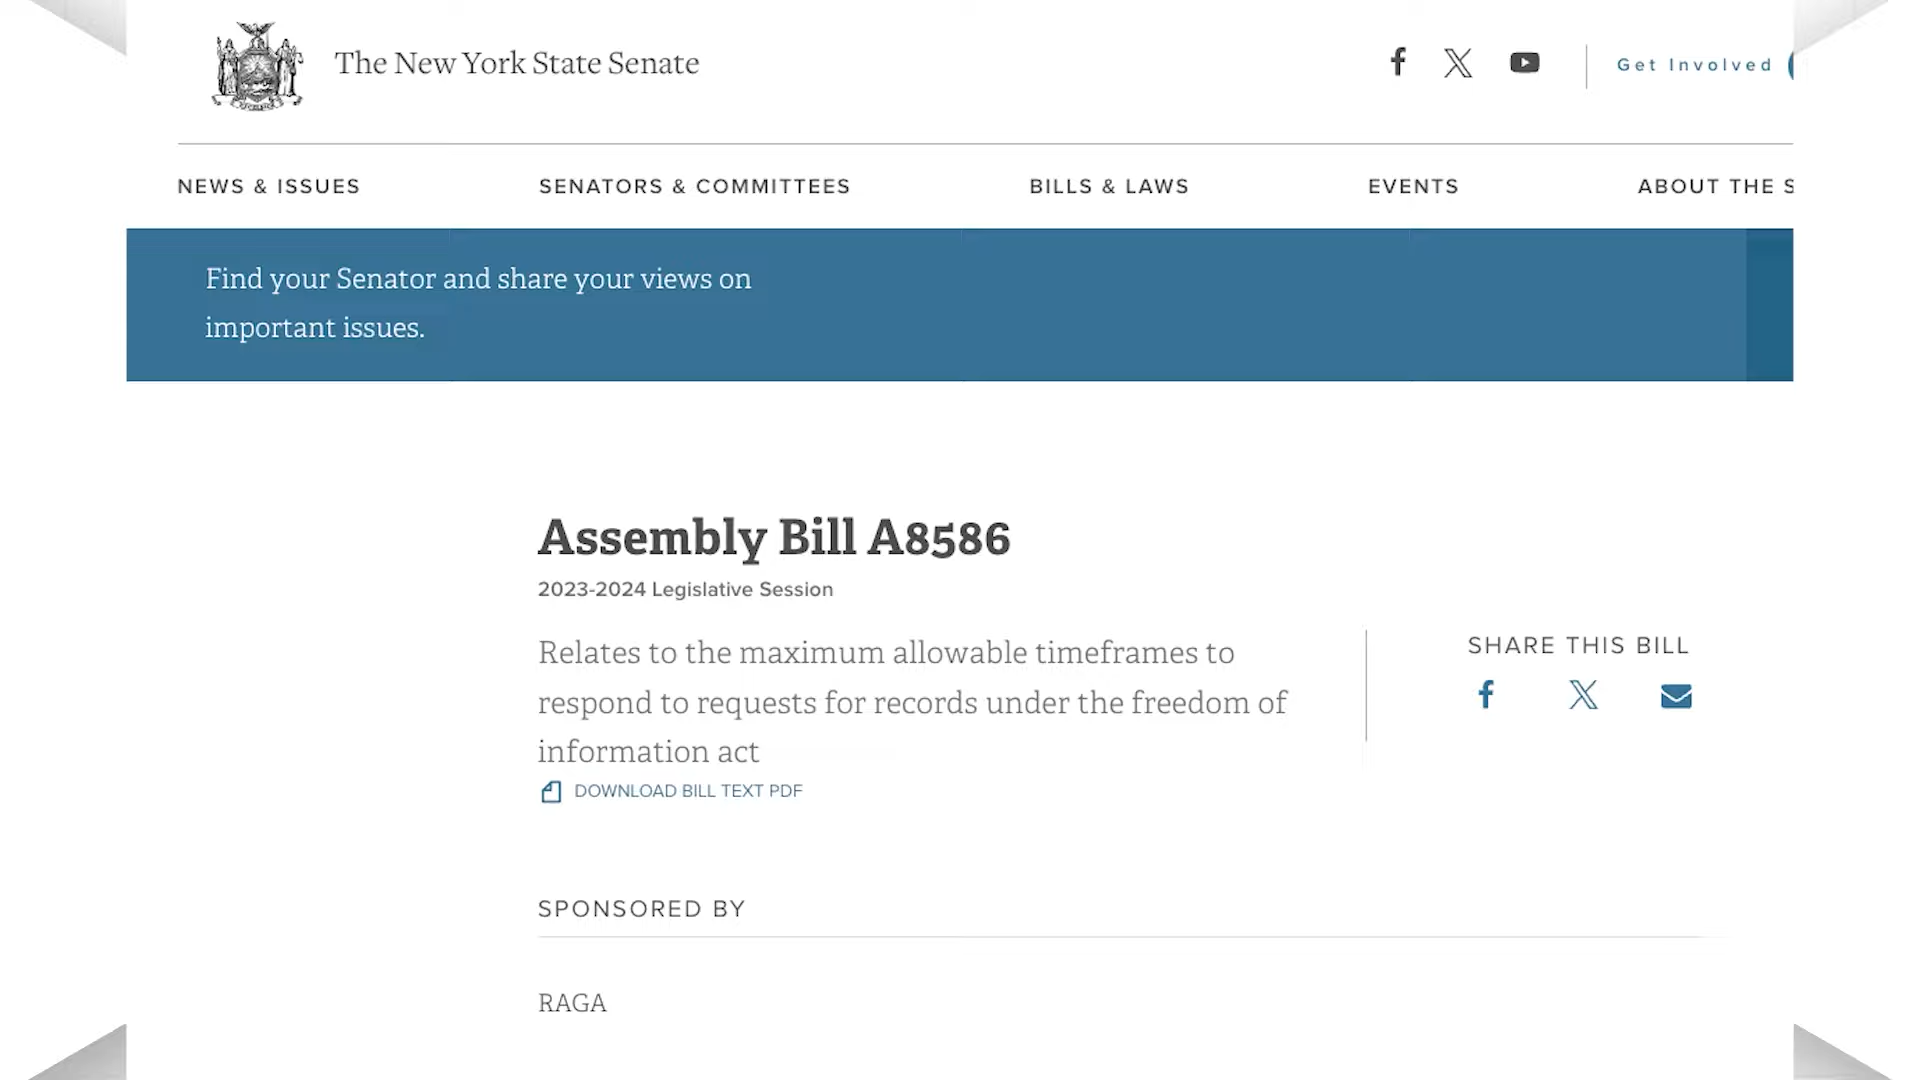 The New York State Senate
Get Involved
NEWS & ISSUES
SENATORS & COMMITTEES
BILLS & LAWS
EVENTS
ABOUT THE S
Find your Senator and share your views on
important issues.
Assembly Bill A8586
2023-2024 Legislative Session
Relates to the maximum allowable timeframes to
respond to requests for records under the freedom of
information act
DOWNLOAD BILL TEXT PDF
SHARE THIS BILL
SPONSORED BY
RAGA